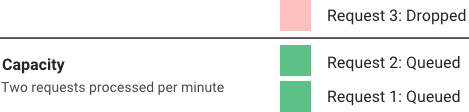 Request 3: Dropped
Capacity
Request 2: Queued
Two requests processed per minute
Request 1: Queued